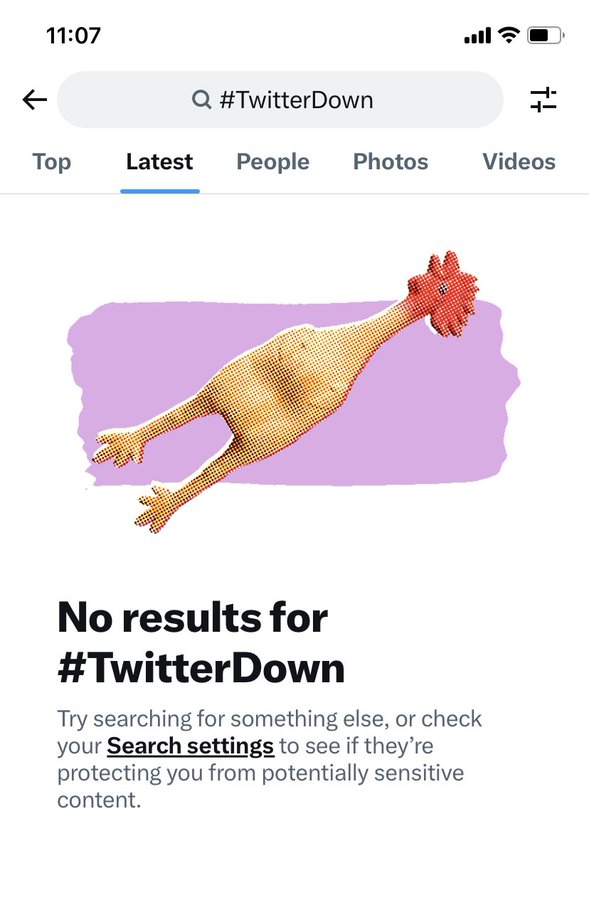 11:07
#TwitterDown
Top Latest People Photos Videos
No results for
#TwitterDown
Try searching for something else, or check
your Search settings to see if they’re
protecting you from potentially sensitive
content.